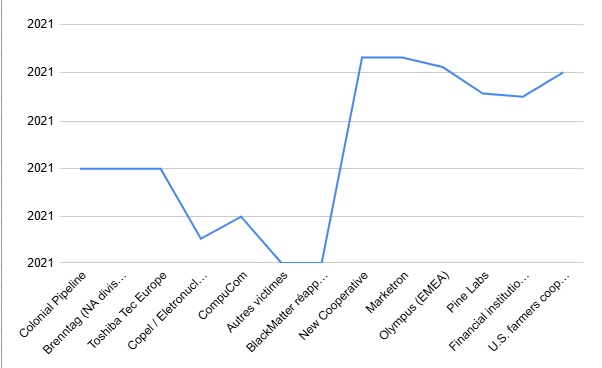 2021
2021
2021
2021
2021
2021
Colonial Pipeline
Brenntag (NA divis...
Toshiba Tec Europe
Copel / Eletronucl...
CompuCom
Autres victimes
BlackMatter réapp...
New Cooperative
Marketron
Olympus (EMEA)
Pine Labs
Financial institutio...
U.S. farmers coop...